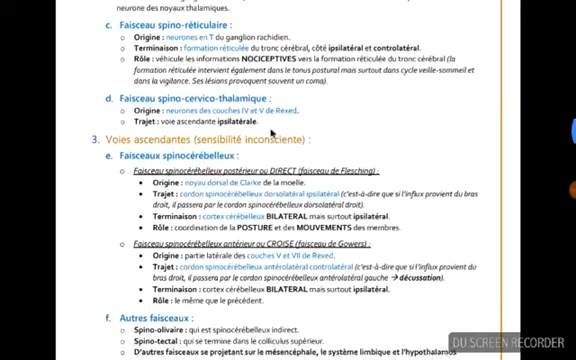 neurone des noyaux thalamiques.
c. Faisceau spino-réticulaire :
o Origine : neurones en T du ganglion rachidien.
o Terminaison : formation réticulée du tronc cérébral, côté ipsilatéral et controlatéral.
o Rôle : véhicule les informations NOCICEPTIVES vers la formation réticulée du tronc cérébral (la
formation réticulée intervient également dans le tonus postural mais surtout dans cycle veille-sommeil et
dans la vigilance. Ses lésions provoquent souvent un coma).
d. Faisceau spino-cervico-thalamique :
o Origine : neurones des couches IV et V de Rexed.
o Trajet : voie ascendante ipsilatérale.
3. Voies ascendantes (sensibilité inconsciente) :
e. Faisceaux spinocérébelleux :
o Faisceau spinocérébelleux postérieur ou DIRECT (faisceau de Flesching) :
• Origine : noyau dorsal de Clarke de la moelle.
• Trajet : cordon spinocérébelleux dorsolatéral ipsilatéral (c'est-à-dire que si l'influx provient du bras
droit, il passera par le cordon spinocérébelleux dorsolatéral droit).
• Terminaison : cortex cérébelleux BILATERAL mais surtout ipsilatéral.
• Rôle : coordination de la POSTURE et des MOUVEMENTS des membres.
o Faisceau spinocérébelleux antérieur ou CROISE (faisceau de Gowers) :
• Origine : partie latérale des couches V et VII de Rexed.
• Trajet : cordon spinocérébelleux antérolatéral controlatéral (c'est-à-dire que si l'influx provient du
bras droit, il passera par le cordon spinocérébelleux antérolatéral gauche → décussation).
• Terminaison : cortex cérébelleux BILATERAL mais surtout ipsilatéral.
• Rôle : le même que le précédent.
f. Autres faisceaux :
o Spino-olivaire : qui est spinocérébelleux indirect.
o Spino-tectal : qui se termine dans le colliculus supérieur.
o D'autres faisceaux se projetant sur le mésencéphale, le système limbique et l'hypothalamus
DU SCREEN RECORDER